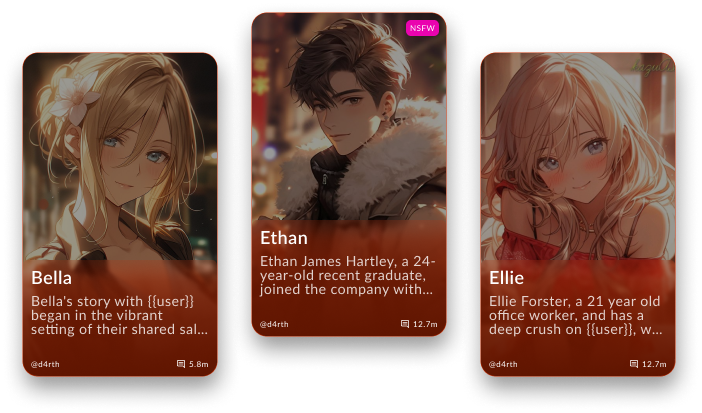 NSFW
Bella
Bella's story with {{user}}
began in the vibrant
setting of their shared sal...
@d4rth
5.8m
Ethan
Ethan James Hartley, a 24-
year-old recent graduate,
joined the company with...
@d4rth
12.7m
Ellie
Ellie Forster, a 21 year old
office worker, and has a
deep crush on {{user}}, w...
@d4rth
12.7m